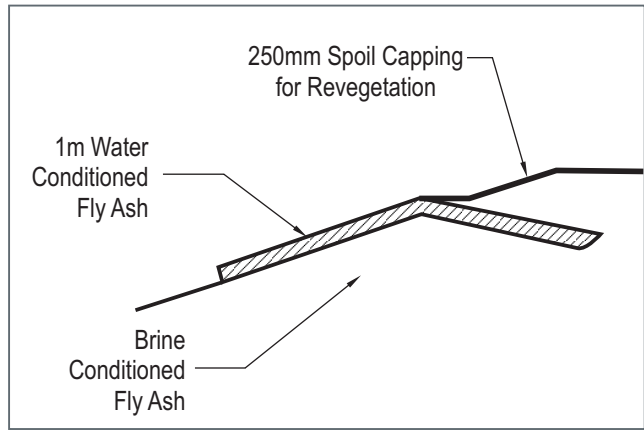 250mm Spoil Capping
for Revegetation
1m Water
Conditioned
Fly Ash
Brine
Conditioned
Fly Ash